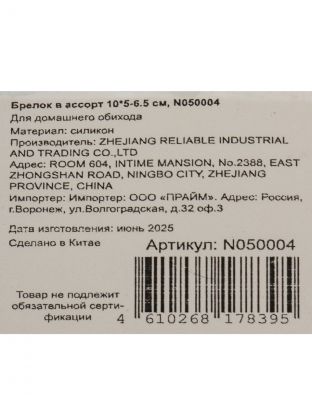 Брелок в ассорт 10*5-6.5 см, N050004
Для домашнего обихода
Материал: силикон
Производитель: ZHEJIANG RELIABLE INDUSTRIAL
AND TRADING CO.,LTD
Адрес: ROOM 604, INTIME MANSION, No.2388, EAST
ZHONGSHAN ROAD, NINGBO CITY, ZHEJIANG
PROVINCE, CHINA
Импортер: Импортер: ООО «ПРАЙМ». Адрес: Россия,
г.Воронеж, ул.Волгоградская, д.32 оф.3
Дата изготовления: июнь 2025
Сделано в Китае
Артикул: N050004
Товар не подлежит
обязательной серти-
фикации
4 610268 178395